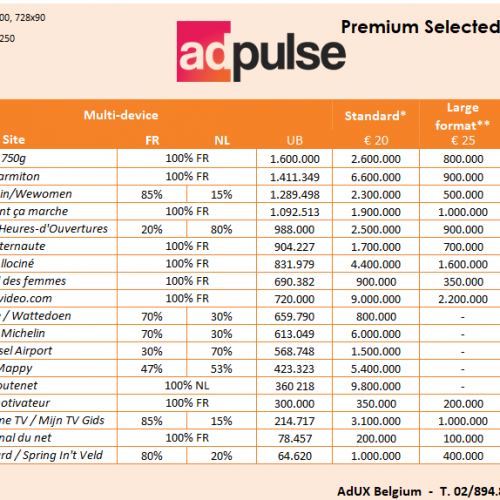 00, 728x90
250
adpulse
Premium Selected
Multi-device Standard* Large format**
Site FR NL UB € 20 € 25
750g 100% FR 1.600.000 2.600.000 800.000
armiton 100% FR 1.411.349 6.600.000 900.000
in/Wewomen 85% 15% 1.289.498 2.300.000 500.000
nt ça marche 100% FR 1.092.513 1.900.000 1.000.000
Heures-d'Ouvertures 20% 80% 988.000 2.500.000 900.000
ternaute 100% FR 904.227 1.700.000 700.000
llociné 100% FR 831.979 4.400.000 1.600.000
l des femmes 100% FR 690.382 900.000 350.000
video.com 100% FR 720.000 9.000.000 2.200.000
e / Wattedoen 70% 30% 659.790 800.000 -
Michelin 70% 30% 613.049 6.000.000 -
sel Airport 30% 70% 568.748 1.500.000 -
Mappy 47% 53% 423.323 5.400.000 -
outenet 100% NL 360 218 9.800.000 -
otivateur 100% FR 300.000 350.000 200.000
me TV / Mijn TV Gids 85% 15% 214.717 3.100.000 1.000.000
nal du net 100% FR 78.457 200.000 100.000
ard / Spring In't Veld 80% 20% 64.620 1.000.000 400.000
AdUX Belgium - T. 02/894.8